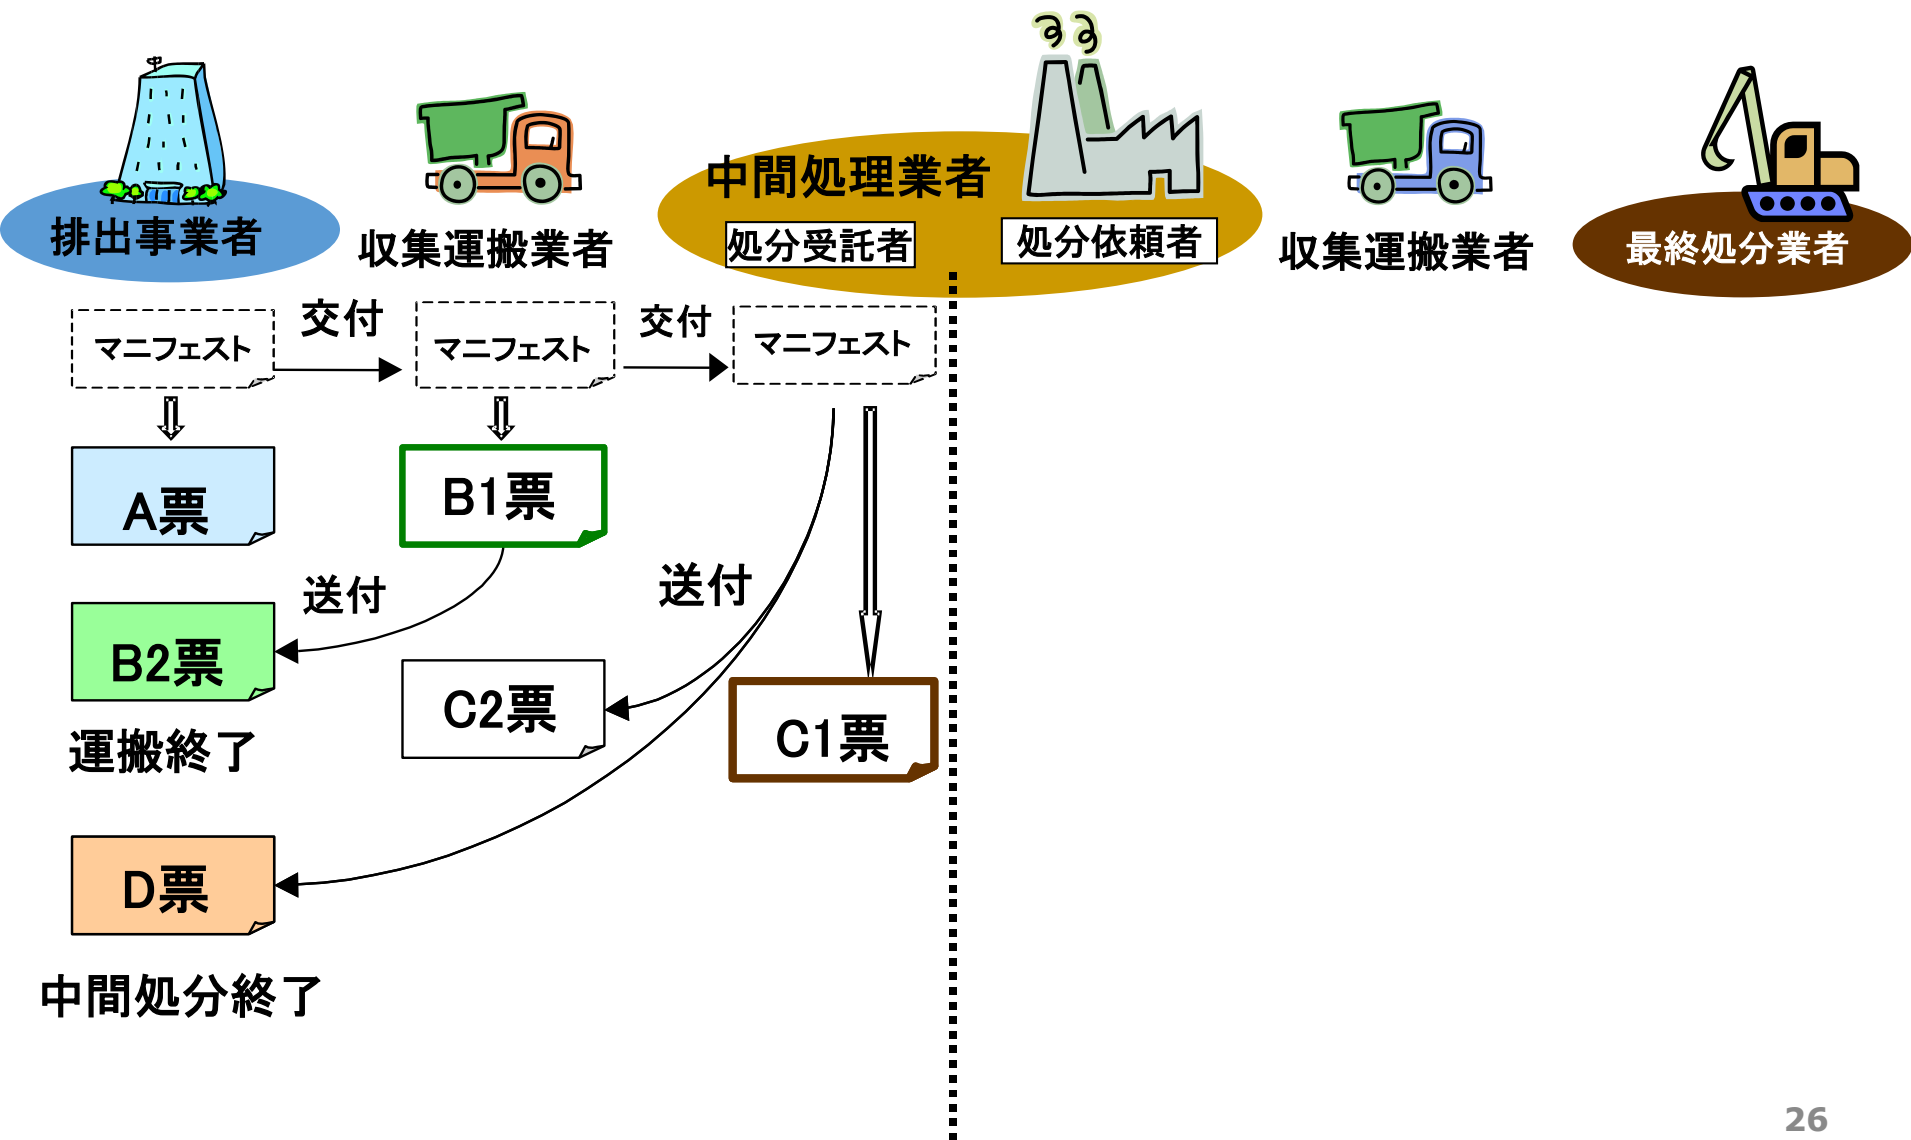 排出事業者
収集運搬業者
中間処理業者
処分受託者
処分依頼者
収集運搬業者
最終処分業者
マニフェスト
交付
マニフェスト
交付
マニフェスト
A票
B1票
送付
送付
B2票
運搬終了
C2票
C1票
D票
中間処分終了
26